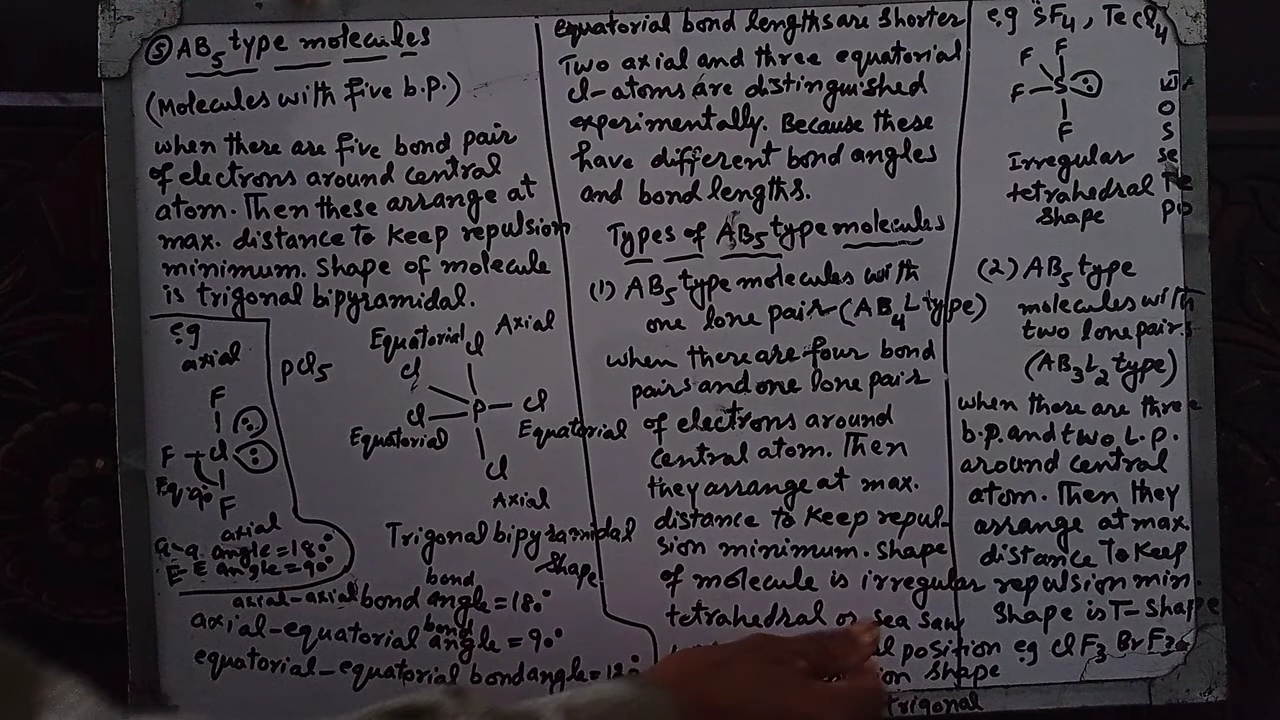 ⑤ AB5 type molecules
(Molecules with five b.p.)
when there are five bond pair
of electrons around central
atom. Then these arrange at
max. distance to keep repulsion
minimum. Shape of molecule
is trigonal bipyramidal.
e.g
axial
F
F Cl
Eq 90°
F
axial
a-a angle = 180°
E-E angle = 90°
PCl5
Equatorial Cl Axial
Cl
Cl P Cl
Equatorial Equatorial
Cl
Axial
Trigonal bipyramidal
Shape
axial-axial bond angle = 180°
axial-equatorial bond angle = 90°
equatorial-equatorial bond angle = 120°
Equatorial bond lengths are shorter
Two axial and three equatorial
Cl-atoms are distinguished
experimentally. Because these
have different bond angles
and bond lengths.
Types of AB5 type molecules
(1) AB5 type molecules with
one lone pair (AB4L type)
when there are four bond
pairs and one lone pair
of electrons around
central atom. Then
they arrange at max.
distance to keep repul-
sion minimum. Shape
of molecule is irregular
tetrahedral or sea saw
position
shape
trigonal
e.g SF4, TeCl4
F
F
F S
F
Irregular
tetrahedral
Shape
O
S
Se
Te
Po
(2) AB5 type
molecules with
two lone pairs
(AB3L2 type)
when there are three
b.p. and two L.p.
around central
atom. Then they
arrange at max.
distance to keep
repulsion min.
Shape is T-Shape
e.g ClF3 BrF3